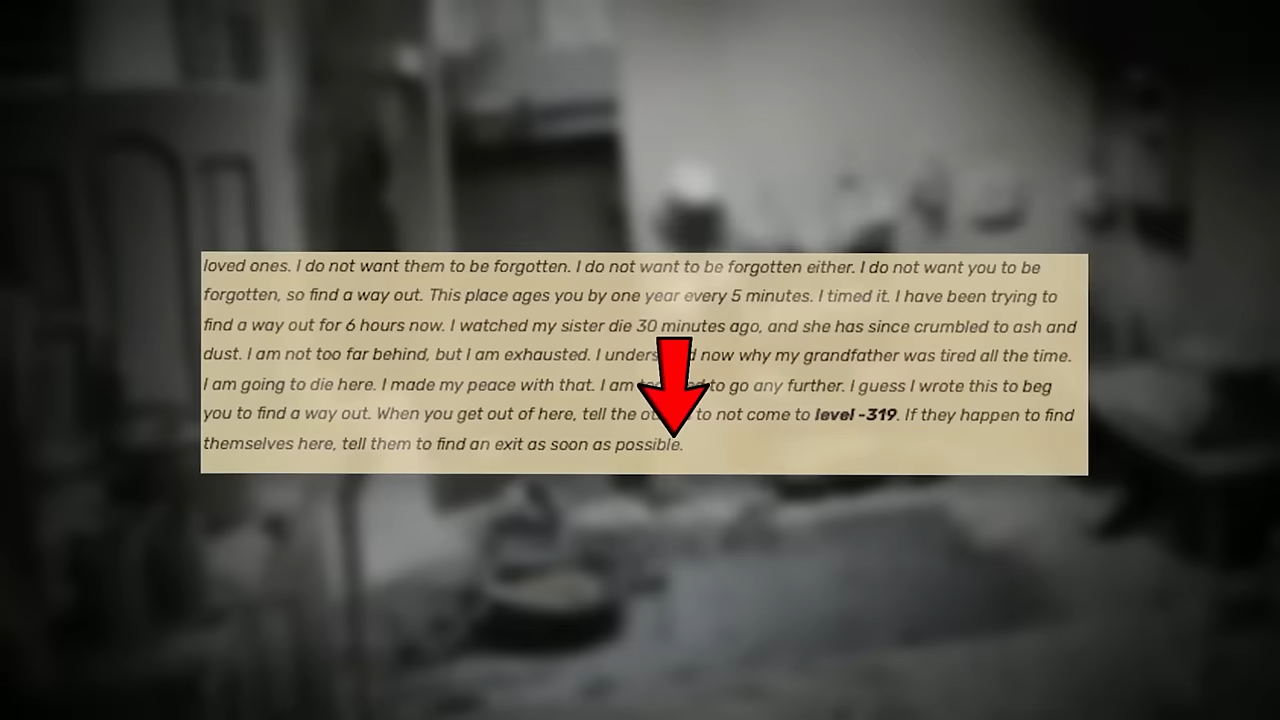 loved ones. I do not want them to be forgotten. I do not want to be forgotten either. I do not want you to be
forgotten, so find a way out. This place ages you by one year every 5 minutes. I timed it. I have been trying to
find a way out for 6 hours now. I watched my sister die 30 minutes ago, and she has since crumbled to ash and
dust. I am not too far behind, but I am exhausted. I now why my grandfather was tired all the time.
I am going to die here. I made my peace with that. I am to go any further. I guess I wrote this to beg
you to find a way out. When you get out of here, tell the to not come to level -319. If they happen to find
themselves here, tell them to find an exit as soon as possible.